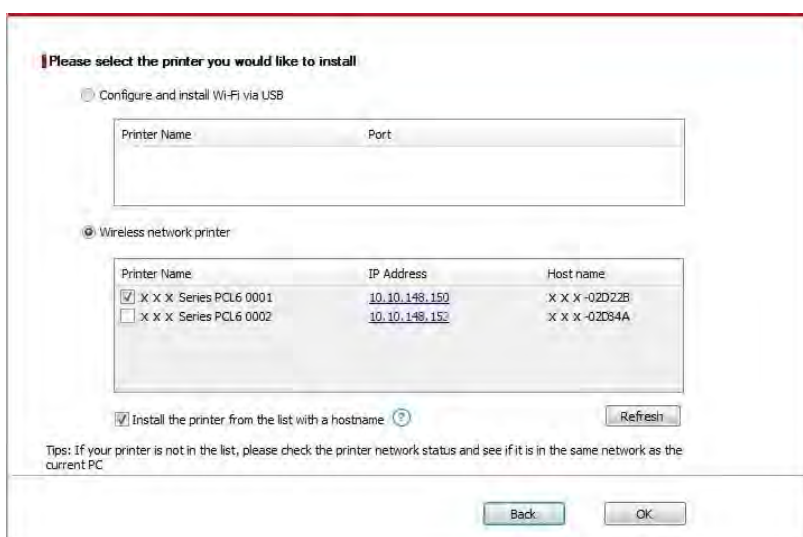 Please select the printer you would like to install
Configure and install Wi-Fi via USB
Printer Name Port
Wireless network printer
Printer Name IP Address Host name
X X X Series PCL6 0001 10.10.148.150 X X X -02D22B
X X X Series PCL6 0002 10.10.148.152 X X X -02D34A
Install the printer from the list with a hostname ?
Refresh
Tips: If your printer is not in the list, please check the printer network status and see if it is in the same network as the
current PC
Back OK